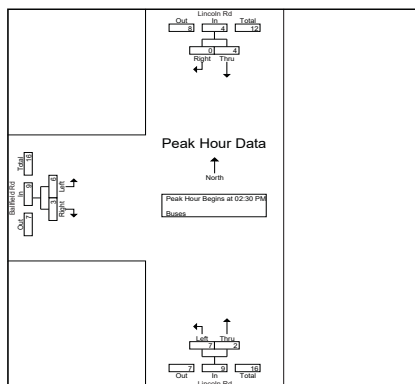 Lincoln Rd
Out In Total
8 4 12
0 4
Right Thru
Peak Hour Data
North
Peak Hour Begins at 02:30 PM
Buses
Ballfield Rd
Total In Out
16 9 7
6 3
Left Right
Left Thru
7 2
7 9 16
Out In Total
Lincoln Rd